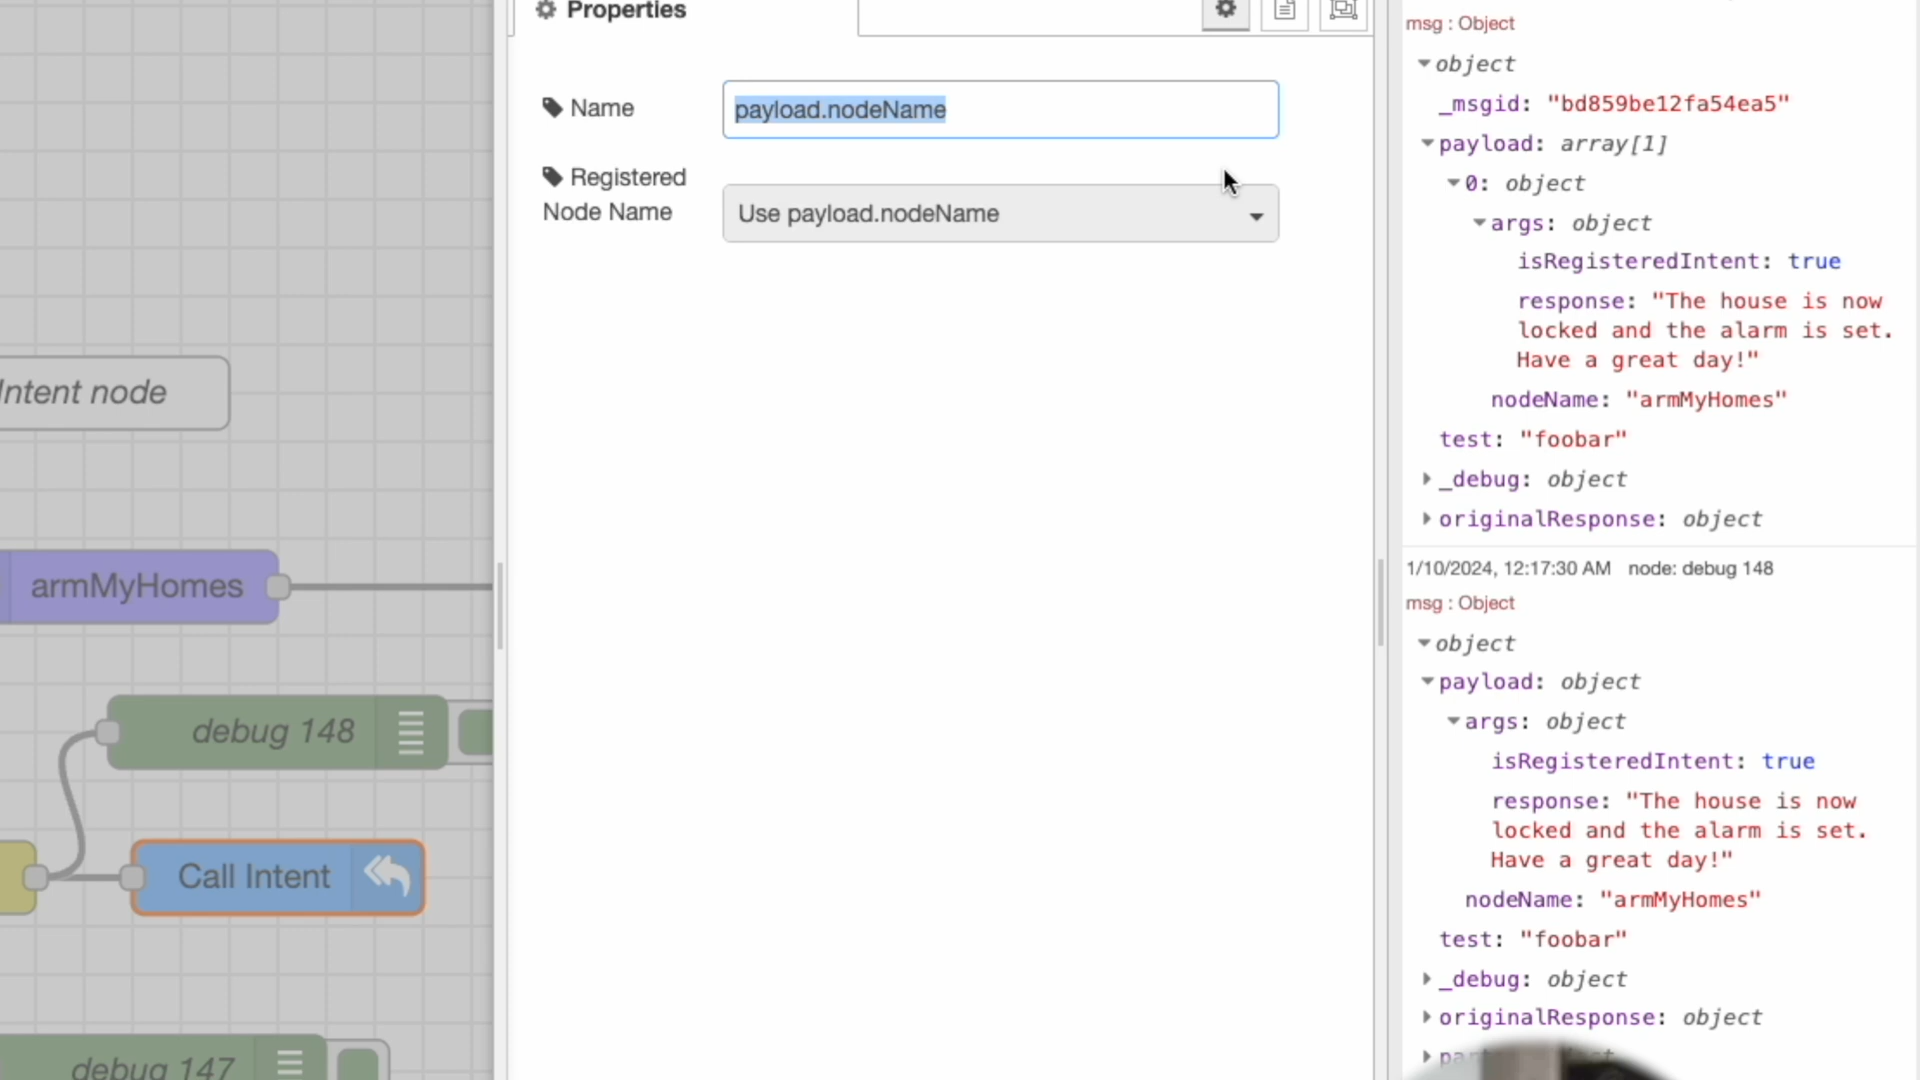 Properties
Name
payload.nodeName
Registered
Node Name
Use payload.nodeName
Intent node
armMyHomes
debug 148
Call Intent
debug 147
msg : Object
object
_msgid: "bd859be12fa54ea5"
payload: array[1]
0: object
args: object
isRegisteredIntent: true
response: "The house is now
locked and the alarm is set.
Have a great day!"
nodeName: "armMyHomes"
test: "foobar"
_debug: object
originalResponse: object
1/10/2024, 12:17:30 AM node: debug 148
msg : Object
object
payload: object
args: object
isRegisteredIntent: true
response: "The house is now
locked and the alarm is set.
Have a great day!"
nodeName: "armMyHomes"
test: "foobar"
_debug: object
originalResponse: object